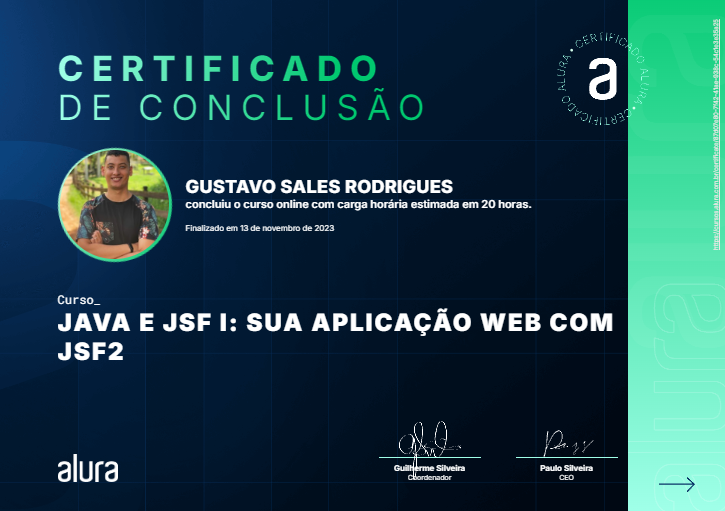 CERTIFICADO
DE CONCLUSÃO
• CERTIFICADO ALURA • CERTIFICADO ALURA
a
GUSTAVO SALES RODRIGUES
concluiu o curso online com carga horária estimada em 20 horas.
Finalizado em 13 de novembro de 2023
Curso_
JAVA E JSF I: SUA APLICAÇÃO WEB COM
JSF2
Guilherme Silveira
Coordenador
Paulo Silveira
CEO
alura
alura